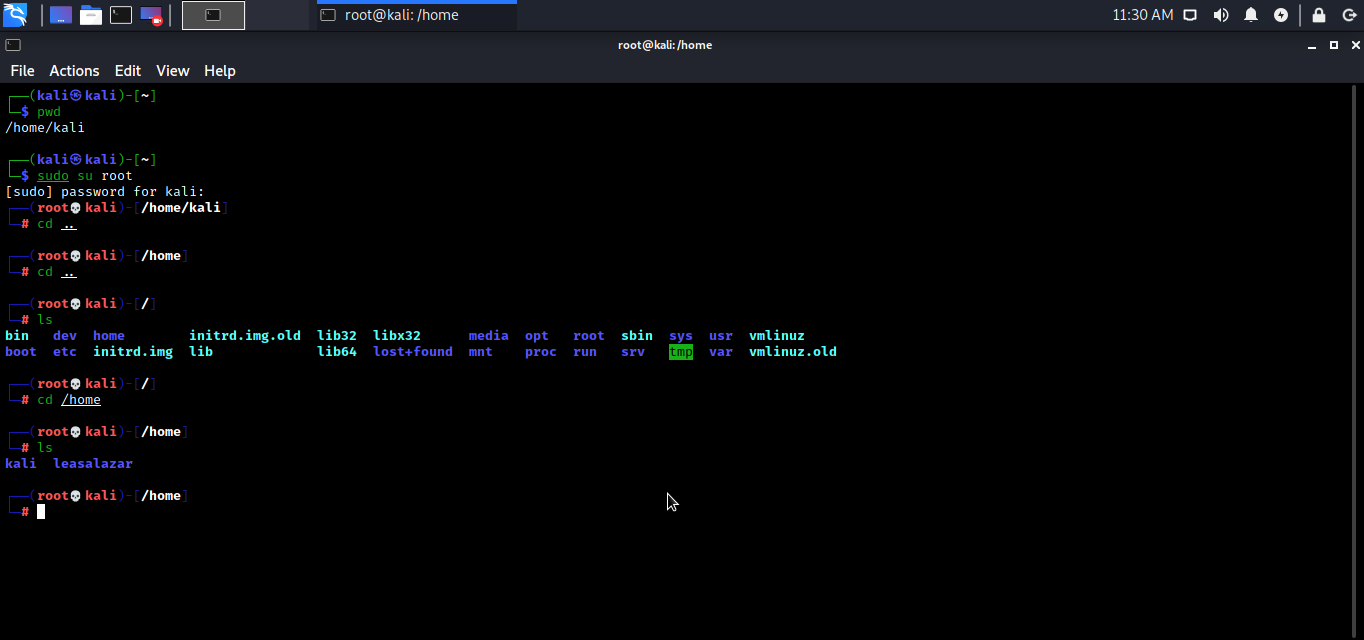 root@kali: /home
11:30 AM
root@kali:/home
File Actions Edit View Help
┌──(kali㉿kali)-[~]
└─$ pwd
/home/kali
┌──(kali㉿kali)-[~]
└─$ sudo su root
[sudo] password for kali:
┌──(root💀kali)-[/home/kali]
└─# cd ..
┌──(root💀kali)-[/home]
└─# cd ..
┌──(root💀kali)-[/]
└─# ls
bin dev home initrd.img.old lib32 libx32 media opt root sbin sys usr vmlinuz
boot etc initrd.img lib lib64 lost+found mnt proc run srv tmp var vmlinuz.old
┌──(root💀kali)-[/]
└─# cd /home
┌──(root💀kali)-[/home]
└─# ls
kali leasalazar
┌──(root💀kali)-[/home]
└─#